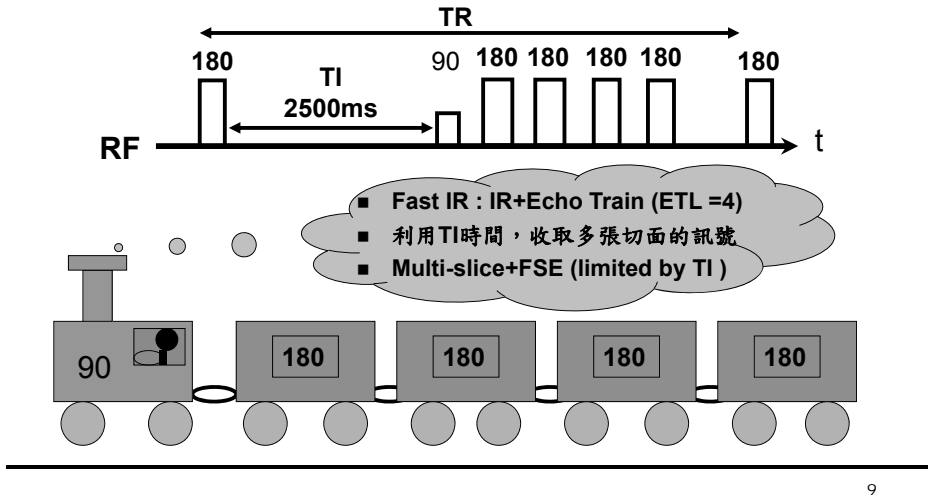 TR
180 TI 90 180 180 180 180 180
2500ms
RF t
■ Fast IR : IR+Echo Train (ETL =4)
■ 利用TI時間，收取多張切面的訊號
■ Multi-slice+FSE (limited by TI )
90 180 180 180 180
9